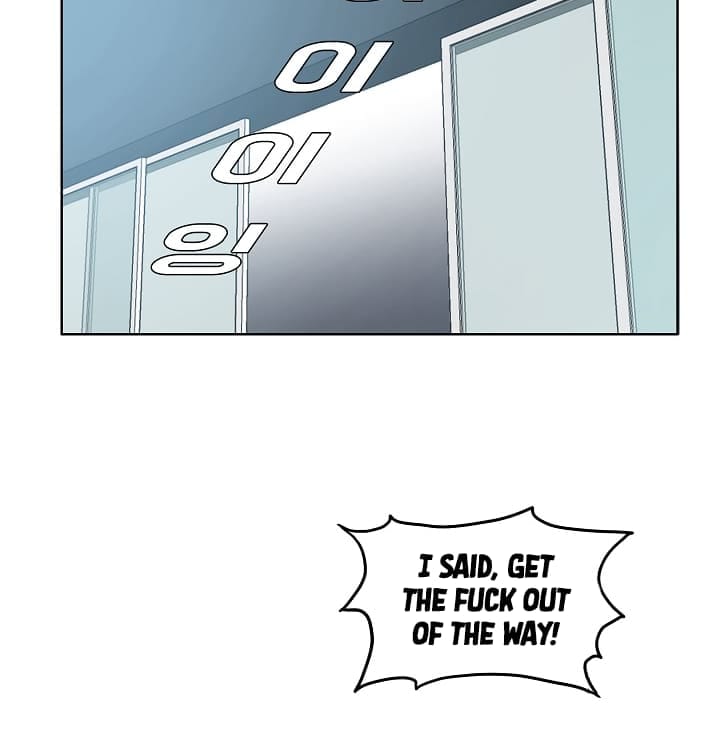 이
이
잉
I SAID, GET
THE FUCK OUT
OF THE WAY!